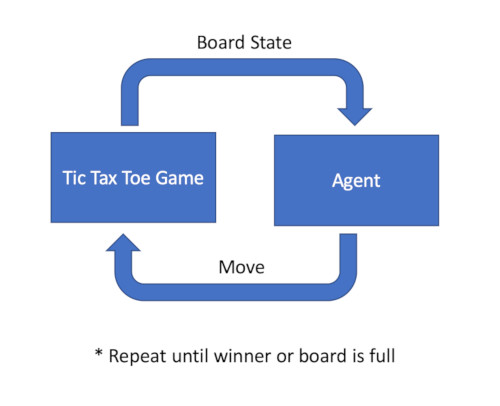 Board State
Tic Tax Toe Game
Agent
Move
* Repeat until winner or board is full